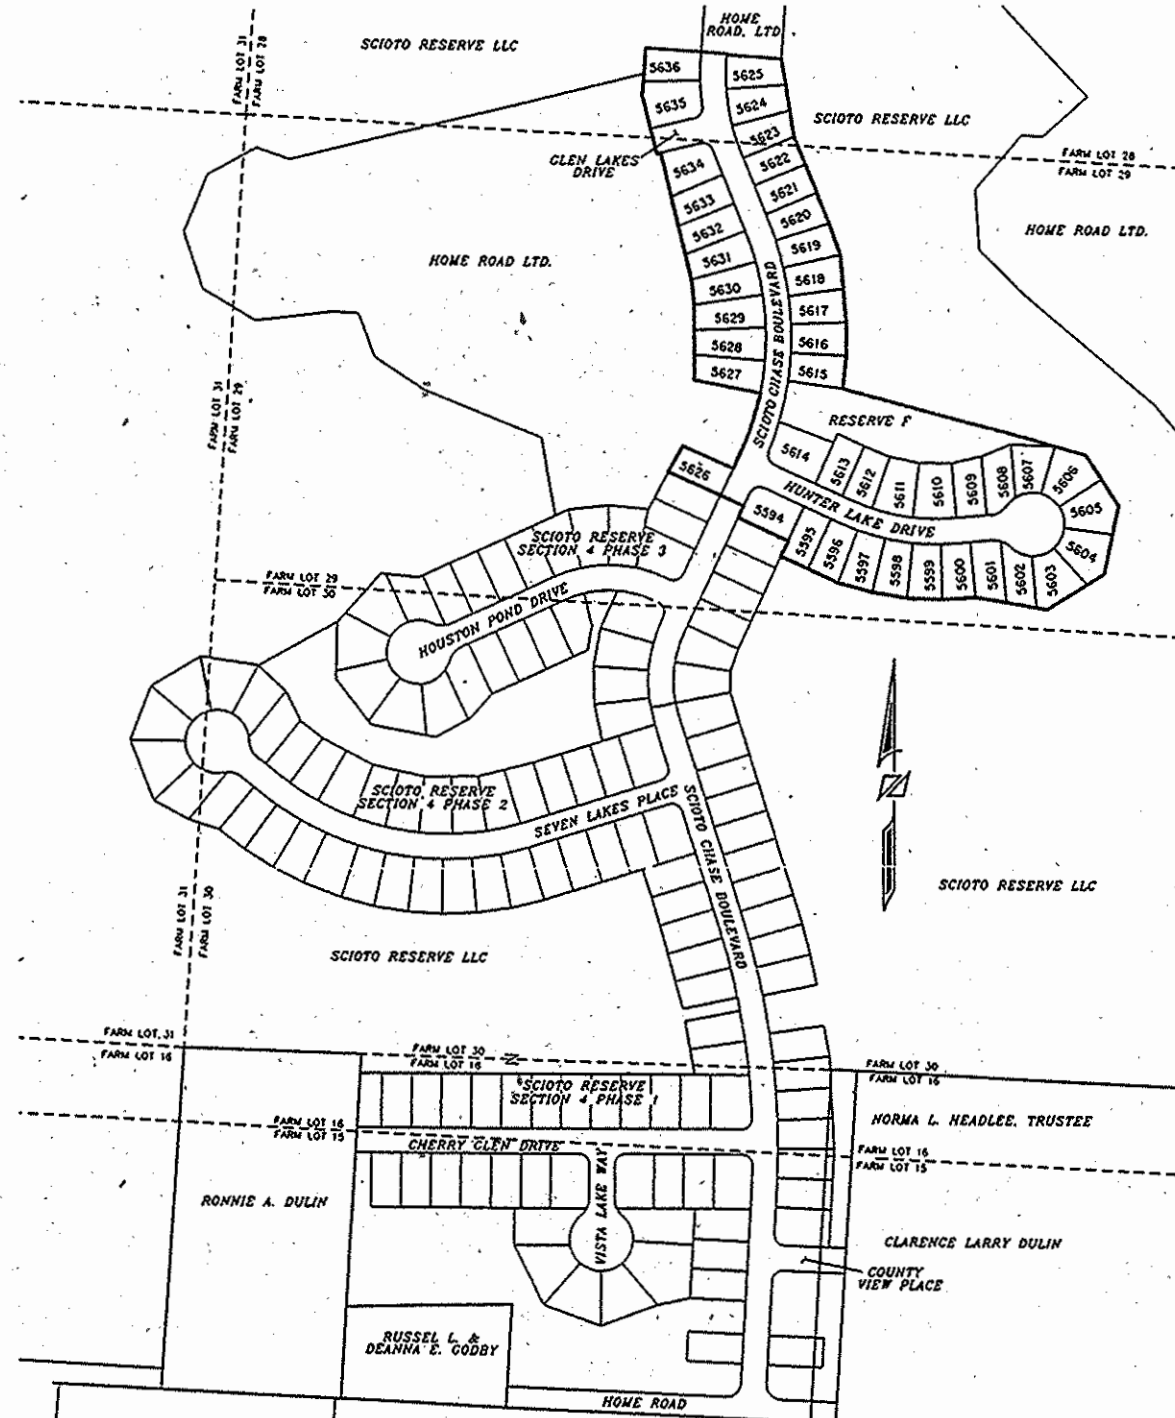 HOME
ROAD, LTD
SCIOTO RESERVE LLC
FARM LOT 31
FARM LOT 28
5636
5625
5635
5624
SCIOTO RESERVE LLC
5623
GLEN LAKES
DRIVE
5634
5622
FARM LOT 28
FARM LOT 29
5633
5621
5632
5620
HOME ROAD LTD.
HOME ROAD LTD.
5631
5619
5630
5618
5629
5617
5628
5616
5627
5615
SCIOTO CHASE BOULEVARD
FARM LOT 31
FARM LOT 29
RESERVE F
5614
5613
5612
5611
5610
5609
5608
5607
5606
5605
5604
5626
HUNTER LAKE DRIVE
5594
5595
5596
5597
5598
5599
5600
5601
5602
5603
SCIOTO RESERVE
SECTION 4 PHASE 3
FARM LOT 29
FARM LOT 30
HOUSTON POND DRIVE
SCIOTO RESERVE
SECTION 4 PHASE 2
SEVEN LAKES PLACE
SCIOTO CHASE BOULEVARD
SCIOTO RESERVE LLC
FARM LOT 31
FARM LOT 30
SCIOTO RESERVE LLC
FARM LOT 31
FARM LOT 16
FARM LOT 30
FARM LOT 16
FARM LOT 30
FARM LOT 16
SCIOTO RESERVE
SECTION 4 PHASE 1
NORMA L. HEADLEE, TRUSTEE
FARM LOT 16
FARM LOT 15
CHERRY GLEN DRIVE
FARM LOT 16
FARM LOT 15
VISTA LAKE WAY
RONNIE A. DULIN
CLARENCE LARRY DULIN
COUNTY
VIEW PLACE
RUSSEL L. &
DEANNA E. GODBY
HOME ROAD